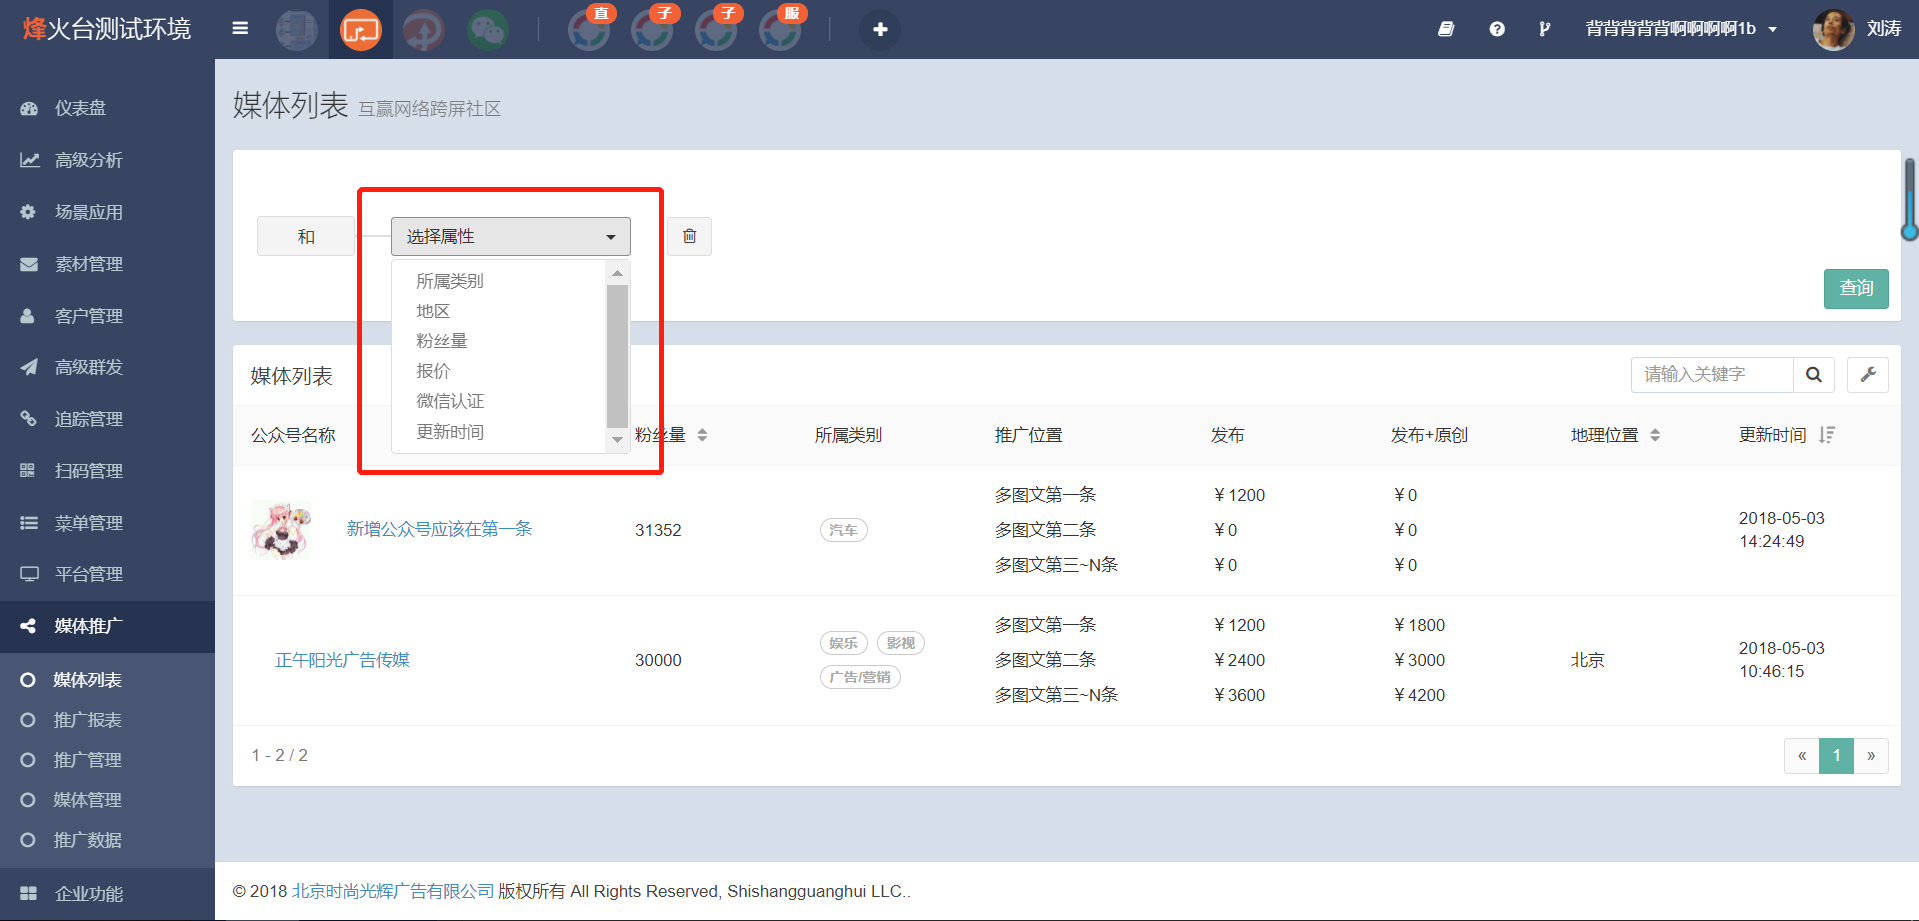 烽火台测试环境
直
子
子
服
背背背背背啊啊啊啊1b
刘涛
仪表盘
高级分析
场景应用
素材管理
客户管理
高级群发
追踪管理
扫码管理
菜单管理
平台管理
媒体推广
媒体列表
推广报表
推广管理
媒体管理
推广数据
企业功能
媒体列表 互赢网络跨屏社区
和
选择属性
所属类别
地区
粉丝量
报价
微信认证
更新时间
查询
媒体列表
请输入关键字
公众号名称 粉丝量 所属类别 推广位置 发布 发布+原创 地理位置 更新时间
新增公众号应该在第一条 31352 汽车
多图文第一条 ¥1200 ¥0
多图文第二条 ¥0 ¥0
多图文第三~N条 ¥0 ¥0
2018-05-03
14:24:49
正午阳光广告传媒 30000
娱乐 影视
广告/营销
多图文第一条 ¥1200 ¥1800
多图文第二条 ¥2400 ¥3000
多图文第三~N条 ¥3600 ¥4200
北京
2018-05-03
10:46:15
1 - 2 / 2
« 1 »
© 2018 北京时尚光辉广告有限公司 版权所有 All Rights Reserved, Shishangguanghui LLC..